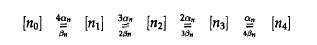 [n₀] 4αₙ ⇌ βₙ [n₁] 3αₙ ⇌ 2βₙ [n₂] 2αₙ ⇌ 3βₙ [n₃] αₙ ⇌ 4βₙ [n₄]